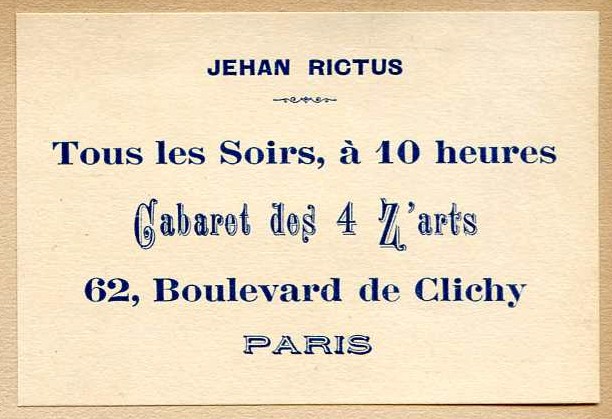 JEHAN RICTUS
Tous les Soirs, à 10 heures
Cabaret des 4 Z'arts
62, Boulevard de Clichy
PARIS